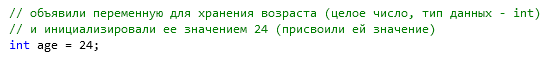 // объявили переменную для хранения возраста (целое число, тип данных - int)
// и инициализировали ее значением 24 (присвоили ей значение)
int age = 24;